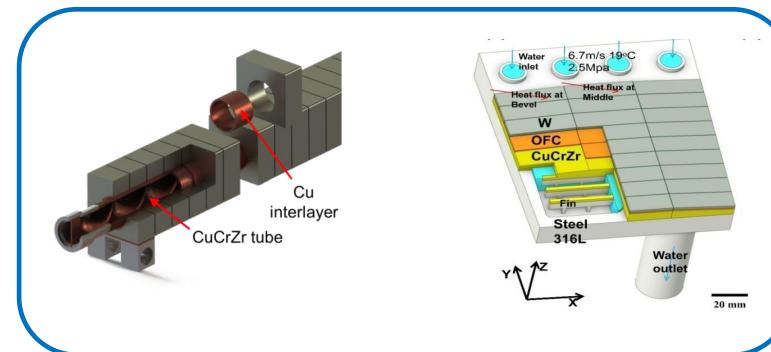 Cu
interlayer
CuCrZr tube
Water
inlet
6.7m/s 19°C
2.5Mpa
Heat flux at
Bevel
Heat flux at
Middle
W
OFC
CuCrZr
Fin
Steel
316L
Water
outlet
Y
Z
X
20 mm